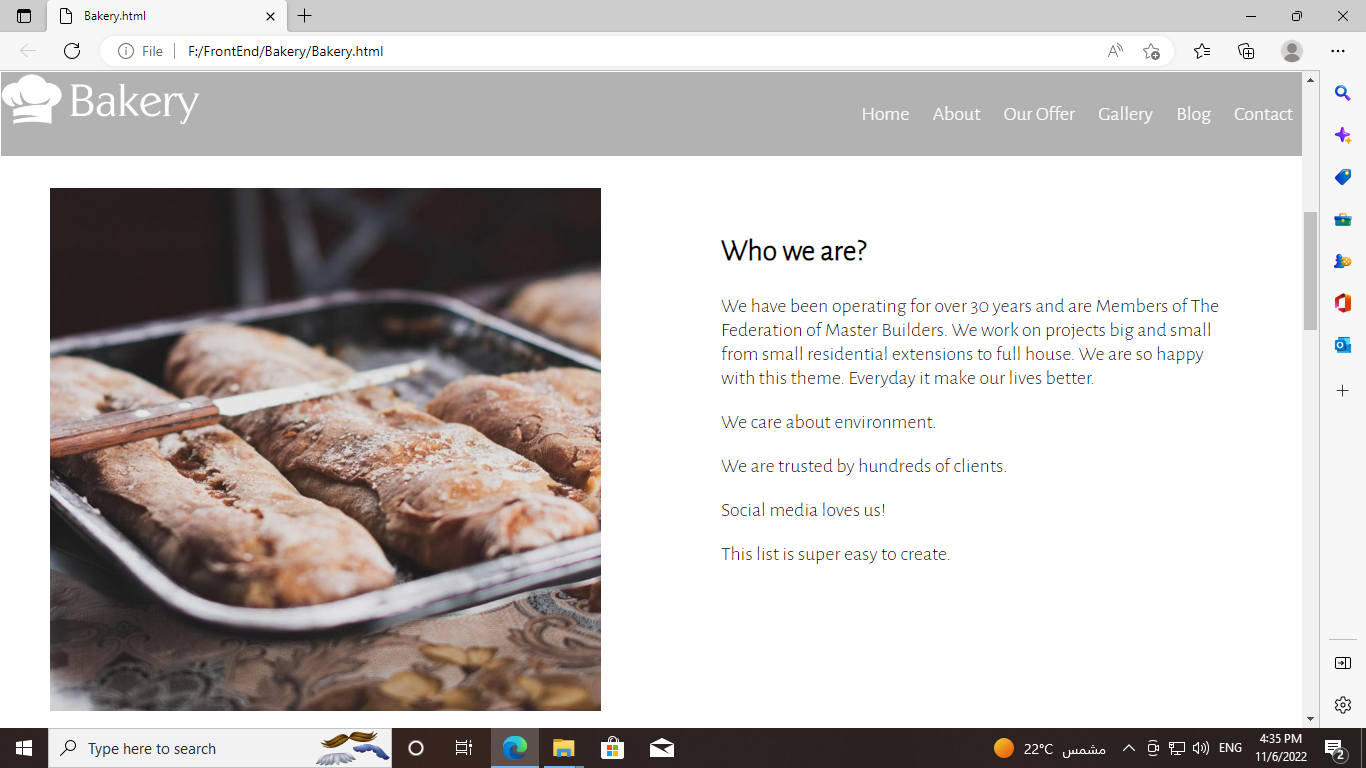 Bakery.html
File
F:/FrontEnd/Bakery/Bakery.html
Bakery
Home About Our Offer Gallery Blog Contact
Who we are?
We have been operating for over 30 years and are Members of The
Federation of Master Builders. We work on projects big and small
from small residential extensions to full house. We are so happy
with this theme. Everyday it make our lives better.
We care about environment.
We are trusted by hundreds of clients.
Social media loves us!
This list is super easy to create.
Type here to search
22°C مشمس
ENG
4:35 PM
11/6/2022
2